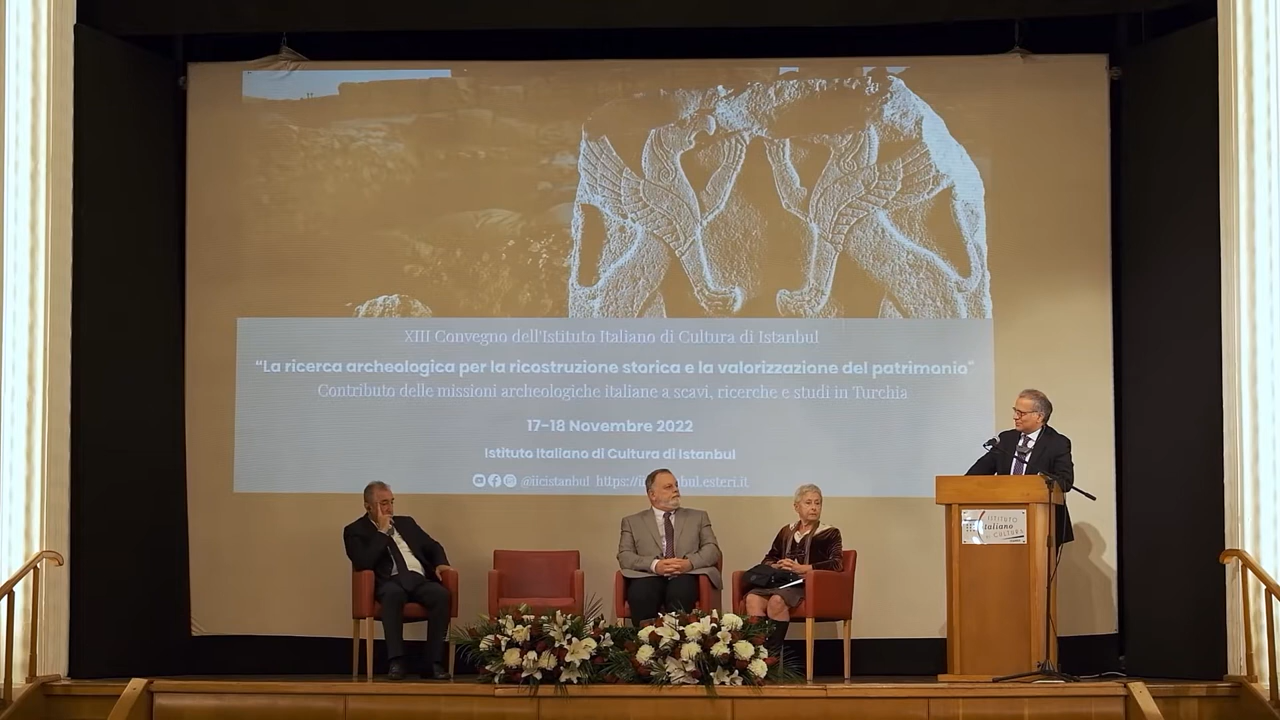 XIII Convegno dell'Istituto Italiano di Cultura di Istanbul
“La ricerca archeologica per la ricostruzione storica e la valorizzazione del patrimonio”
Contributo delle missioni archeologiche italiane a scavi, ricerche e studi in Turchia
17-18 Novembre 2022
Istituto Italiano di Cultura di Istanbul
@iicistanbul
ISTITUTO
italiano
CULTURA